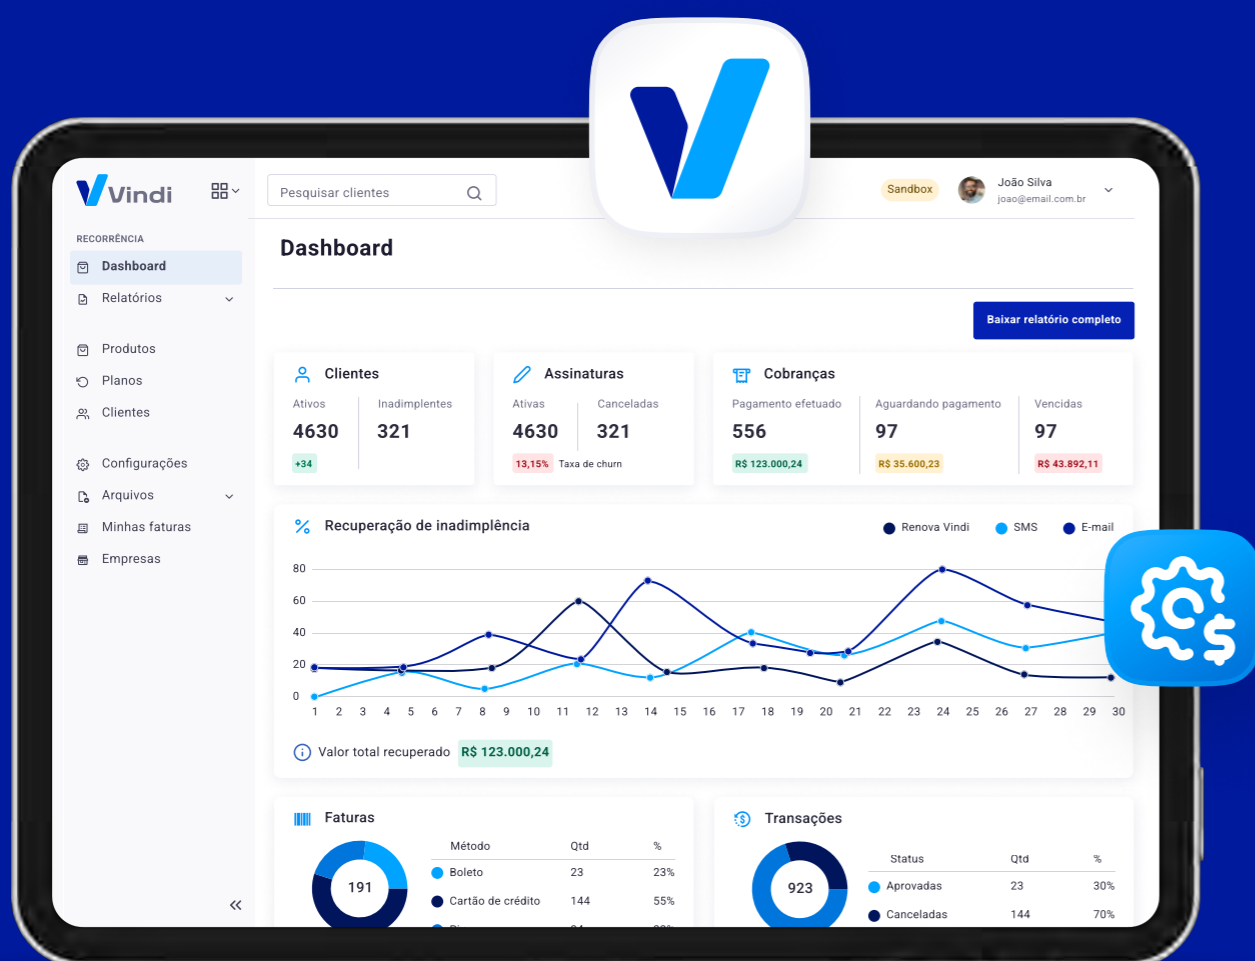 Vindi
Pesquisar clientes
Sandbox
João Silva
joao@email.com.br
RECORRÊNCIA
Dashboard
Relatórios
Produtos
Planos
Clientes
Configurações
Arquivos
Minhas faturas
Empresas
Dashboard
Baixar relatório completo
Clientes
Ativos Inadimplentes
4630 321
+34
Assinaturas
Ativas Canceladas
4630 321
13,15% Taxa de churn
Cobranças
Pagamento efetuado Aguardando pagamento Vencidas
556 97 97
R$ 123.000,24 R$ 35.600,23 R$ 43.892,11
Recuperação de inadimplência
Renova Vindi SMS E-mail
80
60
40
20
0
1 2 3 4 5 6 7 8 9 10 11 12 13 14 15 16 17 18 19 20 21 22 23 24 25 26 27 28 29 30
Valor total recuperado R$ 123.000,24
Faturas
191
Método Qtd %
Boleto 23 23%
Cartão de crédito 144 55%
Transações
923
Status Qtd %
Aprovadas 23 30%
Canceladas 144 70%